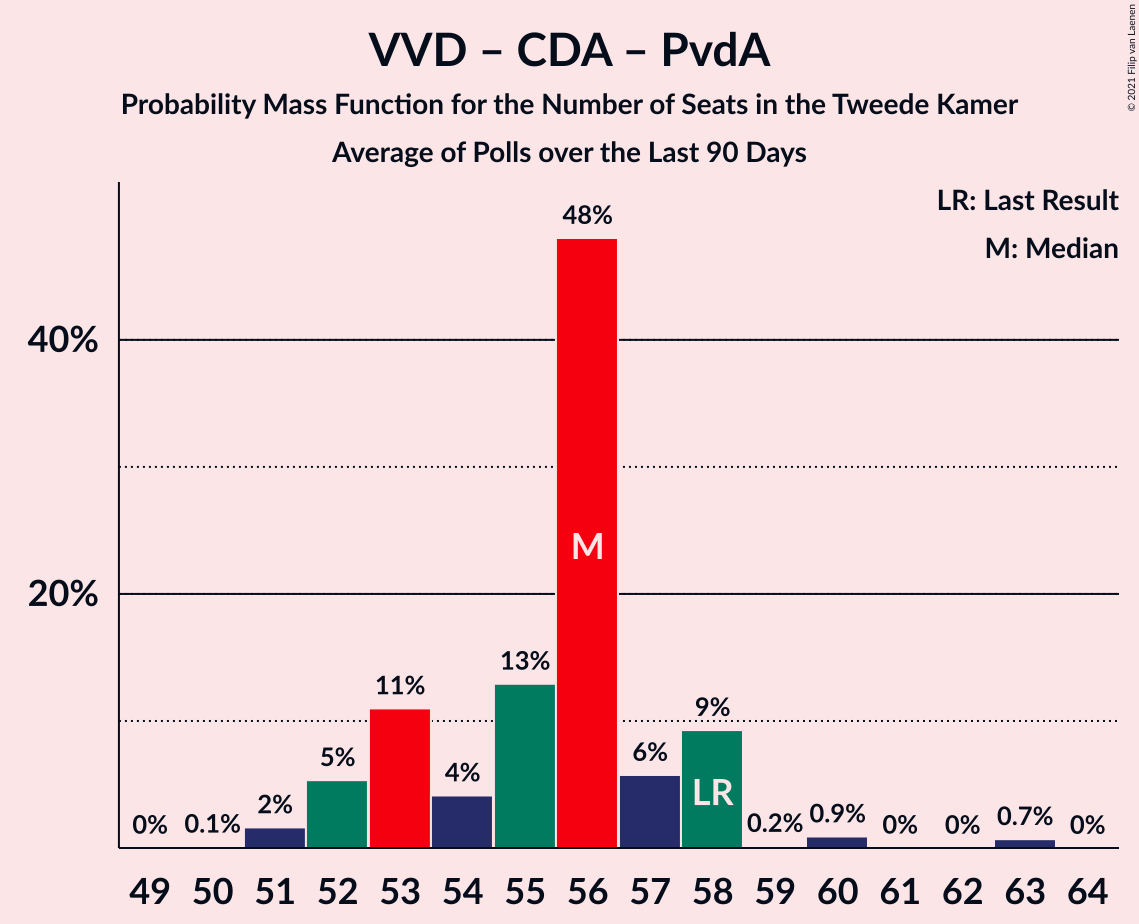 VVD – CDA – PvdA
Probability Mass Function for the Number of Seats in the Tweede Kamer
Average of Polls over the Last 90 Days
© 2021 Filip van Laenen
LR: Last Result
M: Median
40%
20%
0%
0.1%
2%
5%
11%
4%
13%
48%
6%
9%
0.2%
0.9%
0%
0%
0.7%
0%
M
LR
49 50 51 52 53 54 55 56 57 58 59 60 61 62 63 64